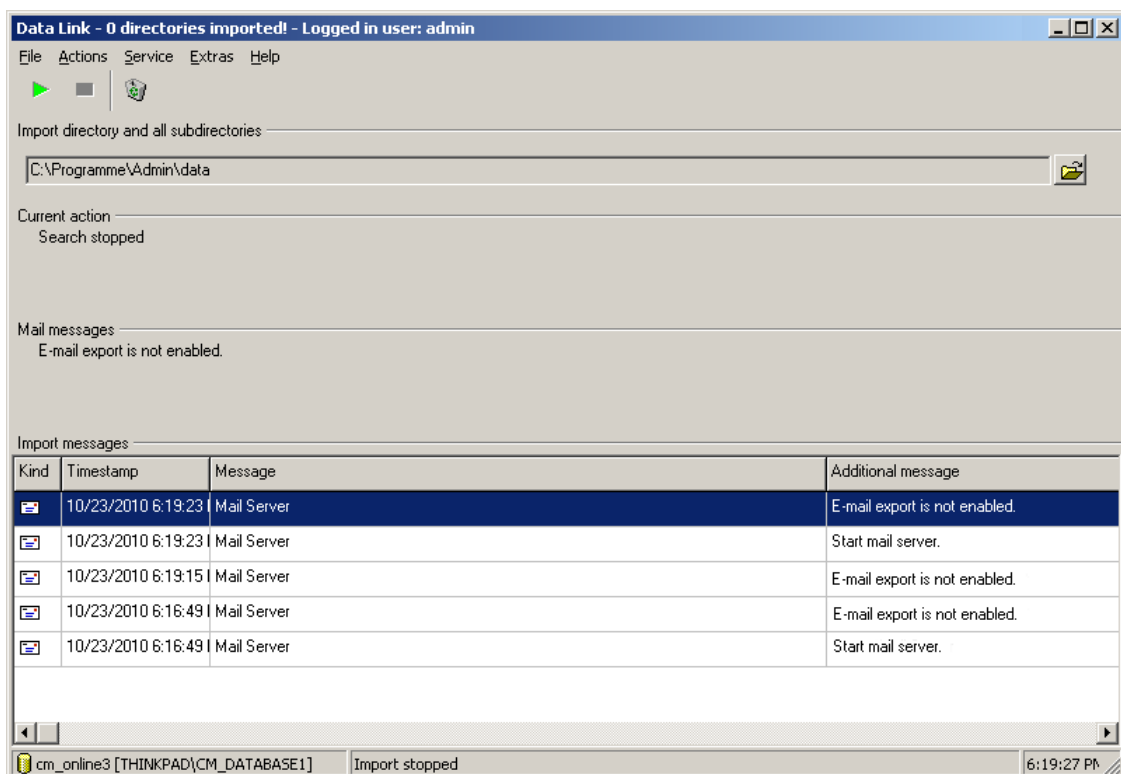 Data Link - 0 directories imported! - Logged in user: admin
File Actions Service Extras Help
Import directory and all subdirectories
C:\Programme\Admin\data
Current action
Search stopped
Mail messages
E-mail export is not enabled.
Import messages
Kind Timestamp Message Additional message
10/23/2010 6:19:23 Mail Server E-mail export is not enabled.
10/23/2010 6:19:23 Mail Server Start mail server.
10/23/2010 6:19:15 Mail Server E-mail export is not enabled.
10/23/2010 6:16:49 Mail Server E-mail export is not enabled.
10/23/2010 6:16:49 Mail Server Start mail server.
cm_online3 [THINKPAD\CM_DATABASE1] Import stopped 6:19:27 PM